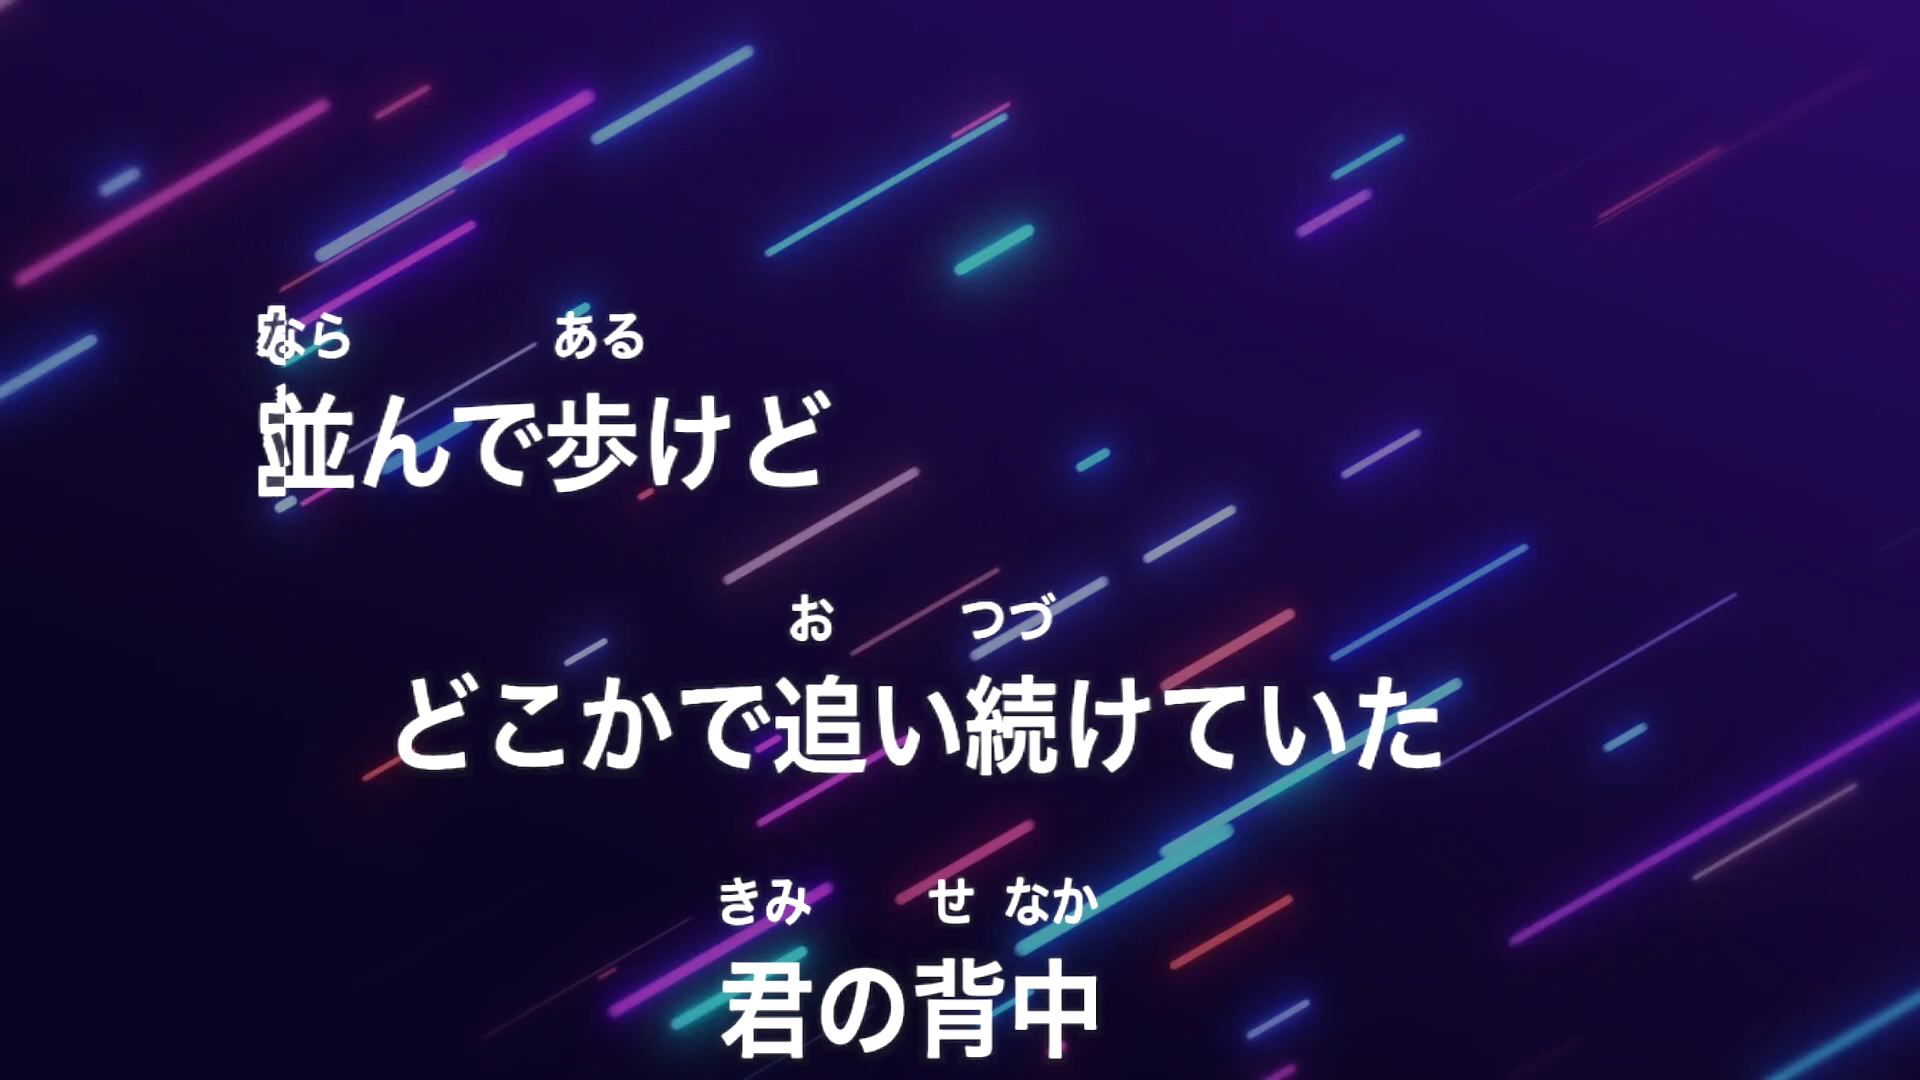 なら ある
並んで歩けど
お つづ
どこかで追い続けていた
きみ せ なか
君の背中